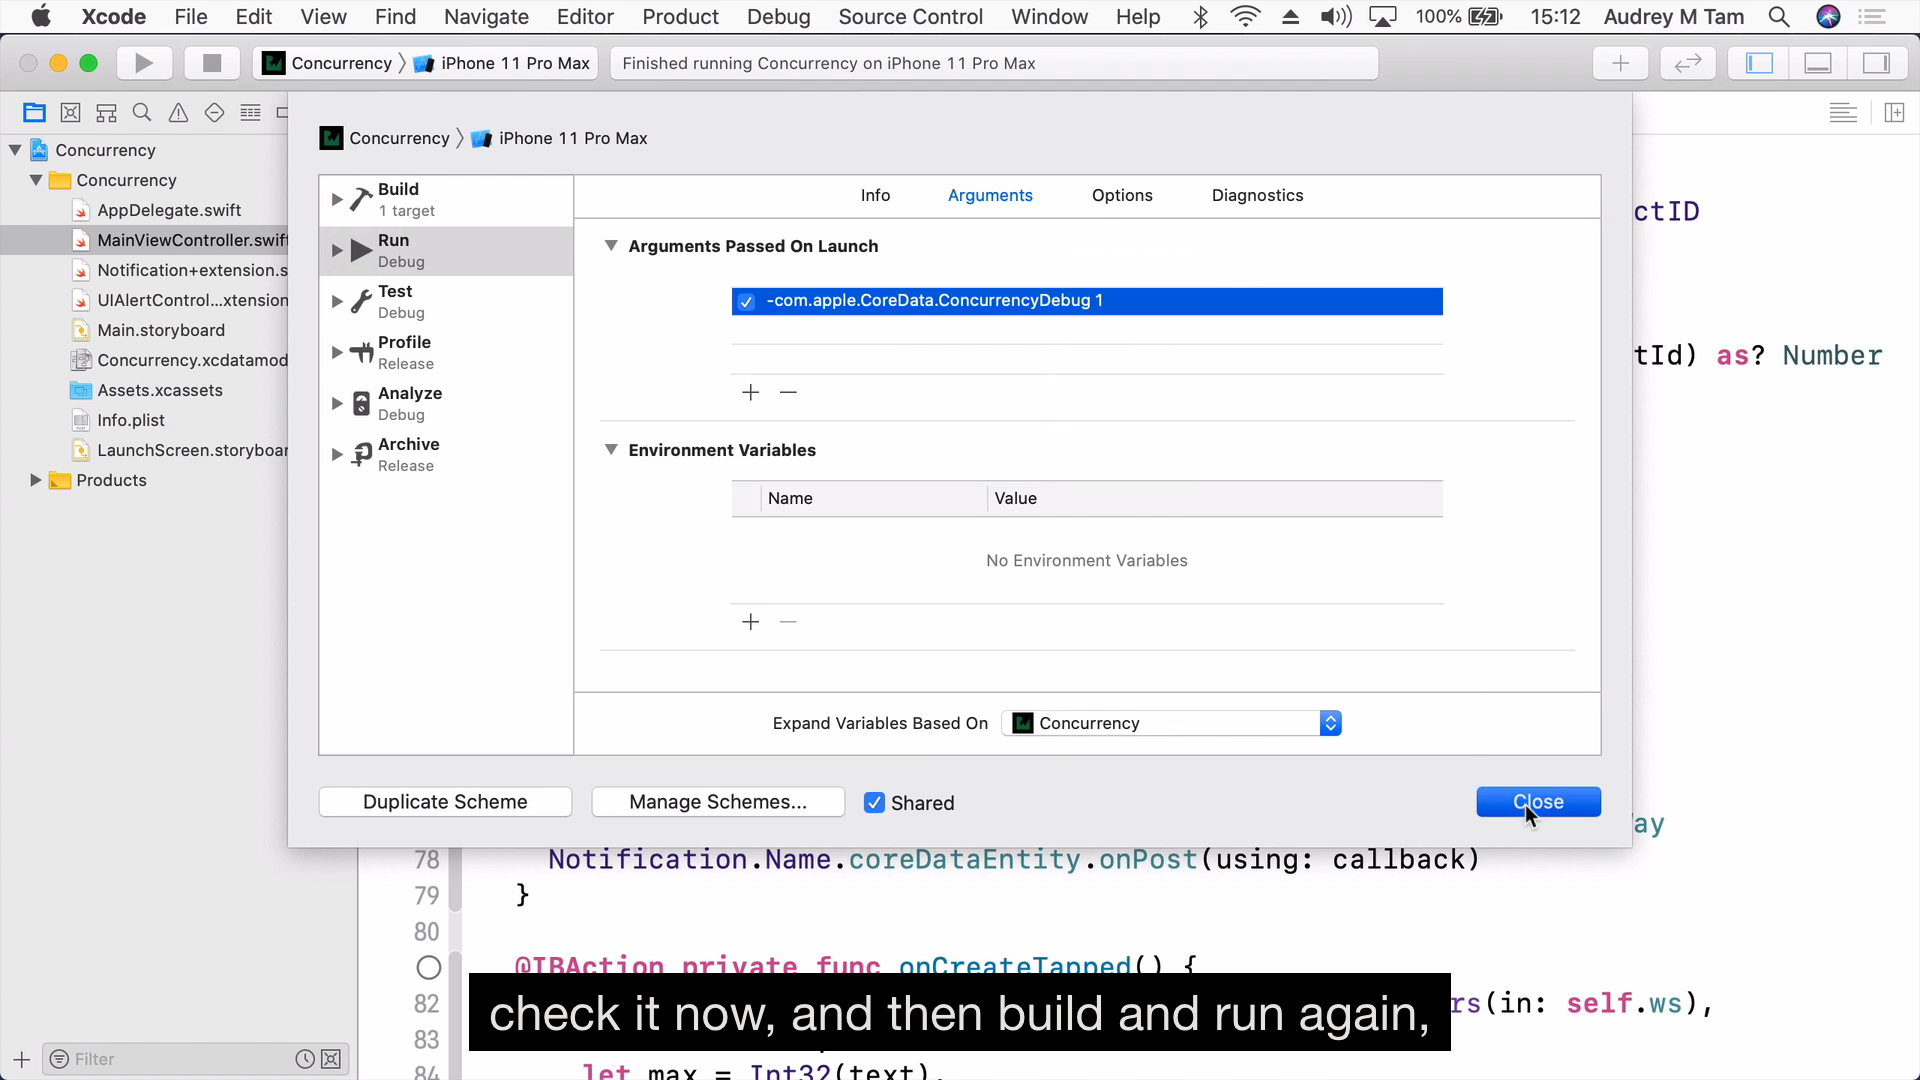 Xcode File Edit View Find Navigate Editor Product Debug Source Control Window Help 100% 15:12 Audrey M Tam
Concurrency iPhone 11 Pro Max Finished running Concurrency on iPhone 11 Pro Max
Concurrency iPhone 11 Pro Max
Concurrency
Concurrency
AppDelegate.swift
MainViewController.swift
Notification+extension.s
UIAlertControl...xtension
Main.storyboard
Concurrency.xcdatamod
Assets.xcassets
Info.plist
LaunchScreen.storyboar
Products
Filter
Build
1 target
Run
Debug
Test
Debug
Profile
Release
Analyze
Debug
Archive
Release
Info Arguments Options Diagnostics
Arguments Passed On Launch
-com.apple.CoreData.ConcurrencyDebug 1
Environment Variables
Name Value
No Environment Variables
Expand Variables Based On Concurrency
Duplicate Scheme Manage Schemes... Shared Close
ctID
tId) as? Number
ay
78 Notification.Name.coreDataEntity.onPost(using: callback)
79 }
80
@IBAction private func onCreateTapped() {
82 rs(in: self.ws),
83
84 let max = Int32(text),
check it now, and then build and run again,